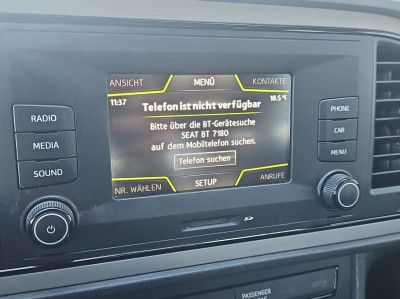 ANSICHT MENÜ KONTAKTE
11:37 10.5 °C
Telefon ist nicht verfügbar
Bitte über die BT-Gerätesuche
SEAT BT 7180
auf dem Mobiltelefon suchen.
Telefon suchen
NR. WÄHLEN SETUP ANRUFE
RADIO
MEDIA
SOUND
PHONE
CAR
MENU
PASSENGER